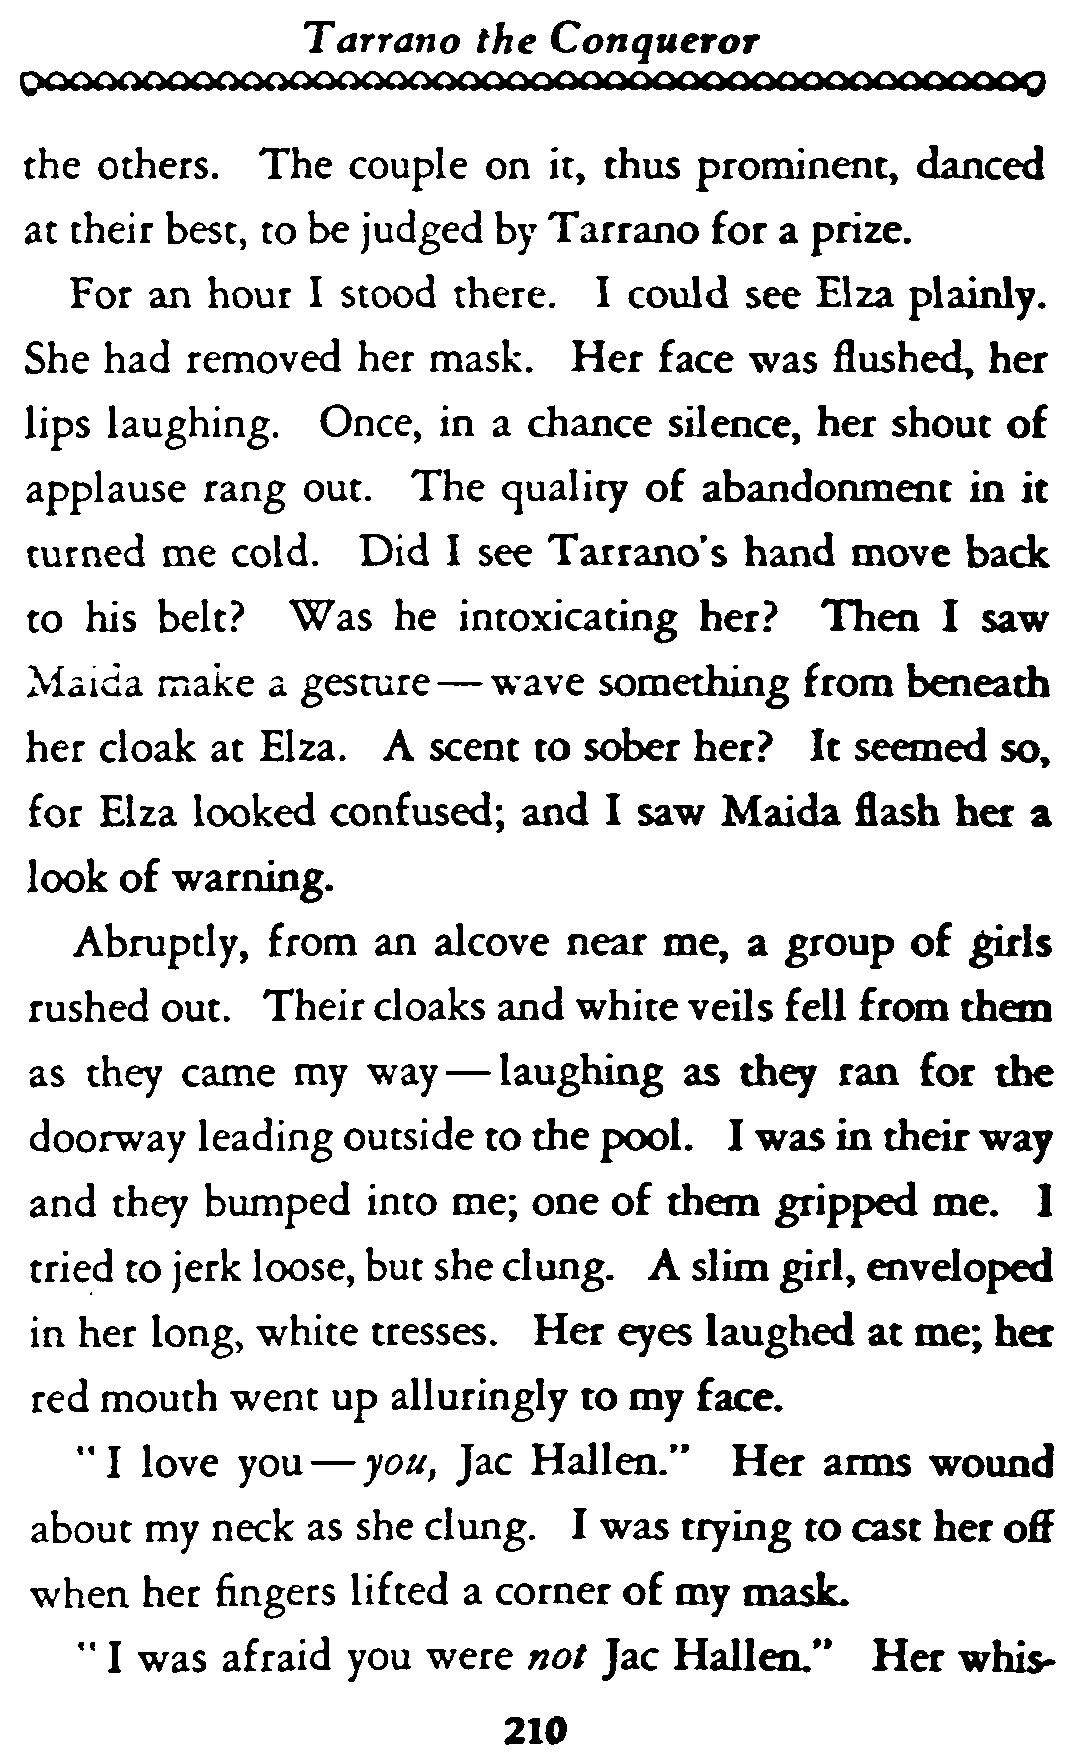 Tarrano the Conqueror
the others. The couple on it, thus prominent, danced
at their best, to be judged by Tarrano for a prize.
For an hour I stood there. I could see Elza plainly.
She had removed her mask. Her face was flushed, her
lips laughing. Once, in a chance silence, her shout of
applause rang out. The quality of abandonment in it
turned me cold. Did I see Tarrano's hand move back
to his belt? Was he intoxicating her? Then I saw
Maida make a gesture—wave something from beneath
her cloak at Elza. A scent to sober her? It seemed so,
for Elza looked confused; and I saw Maida flash her a
look of warning.
Abruptly, from an alcove near me, a group of girls
rushed out. Their cloaks and white veils fell from them
as they came my way—laughing as they ran for the
doorway leading outside to the pool. I was in their way
and they bumped into me; one of them gripped me. I
tried to jerk loose, but she clung. A slim girl, enveloped
in her long, white tresses. Her eyes laughed at me; her
red mouth went up alluringly to my face.
"I love you—you, Jac Hallen." Her arms wound
about my neck as she clung. I was trying to cast her off
when her fingers lifted a corner of my mask.
"I was afraid you were not Jac Hallen." Her whis-
210